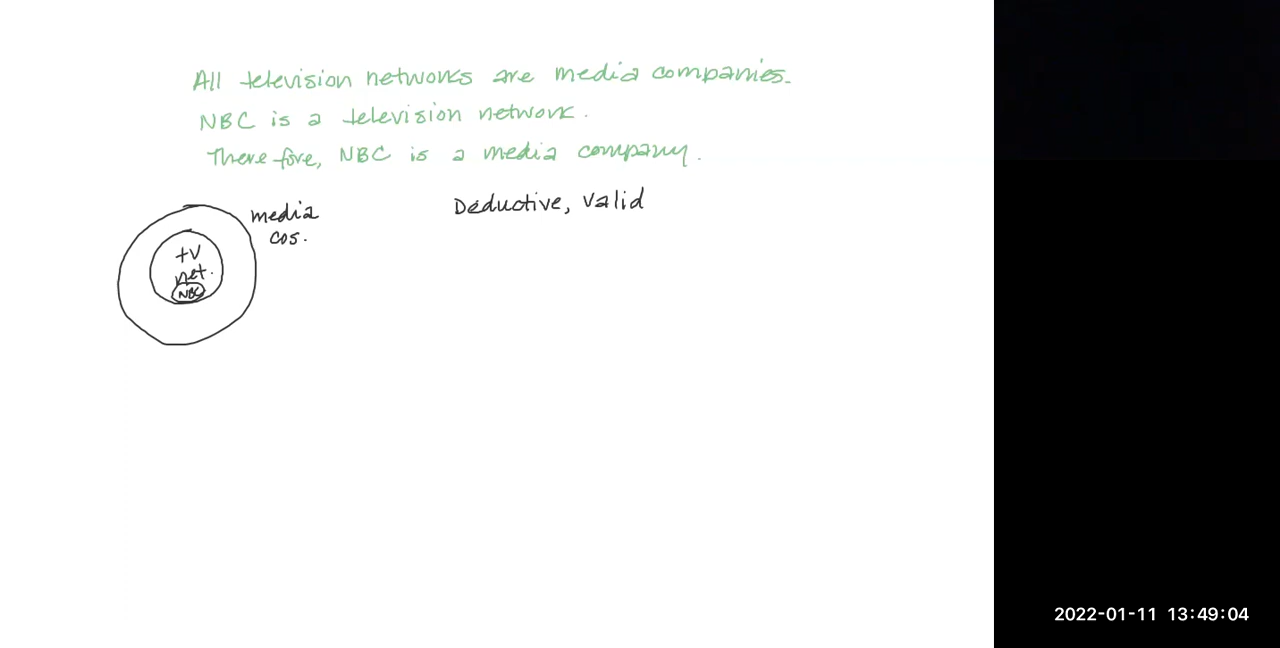 All television networks are media companies.
NBC is a television network.
Therefore, NBC is a media company.
media
cos.
Deductive, valid
tv
net.
NBC
2022-01-11 13:49:04